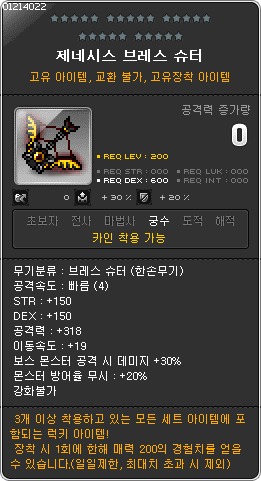 01214022
제네시스 브레스 슈터
고유 아이템, 교환 불가, 고유장착 아이템
공격력 증가량
0
REQ LEV : 200
REQ STR : 000 REQ LUK : 000
REQ DEX : 600 REQ INT : 000
0 + 30 % + 20 %
초보자 전사 마법사 궁수 도적 해적
카인 착용 가능
무기분류 : 브레스 슈터 (한손무기)
공격속도 : 빠름 (4)
STR : +150
DEX : +150
공격력 : +318
이동속도 : +19
보스 몬스터 공격 시 데미지 +30%
몬스터 방어율 무시 : +20%
강화불가
3개 이상 착용하고 있는 모든 세트 아이템에 포
함되는 럭키 아이템!
장착 시 1회에 한해 매력 200의 경험치를 얻을
수 있습니다.(일일제한, 최대치 초과 시 제외)